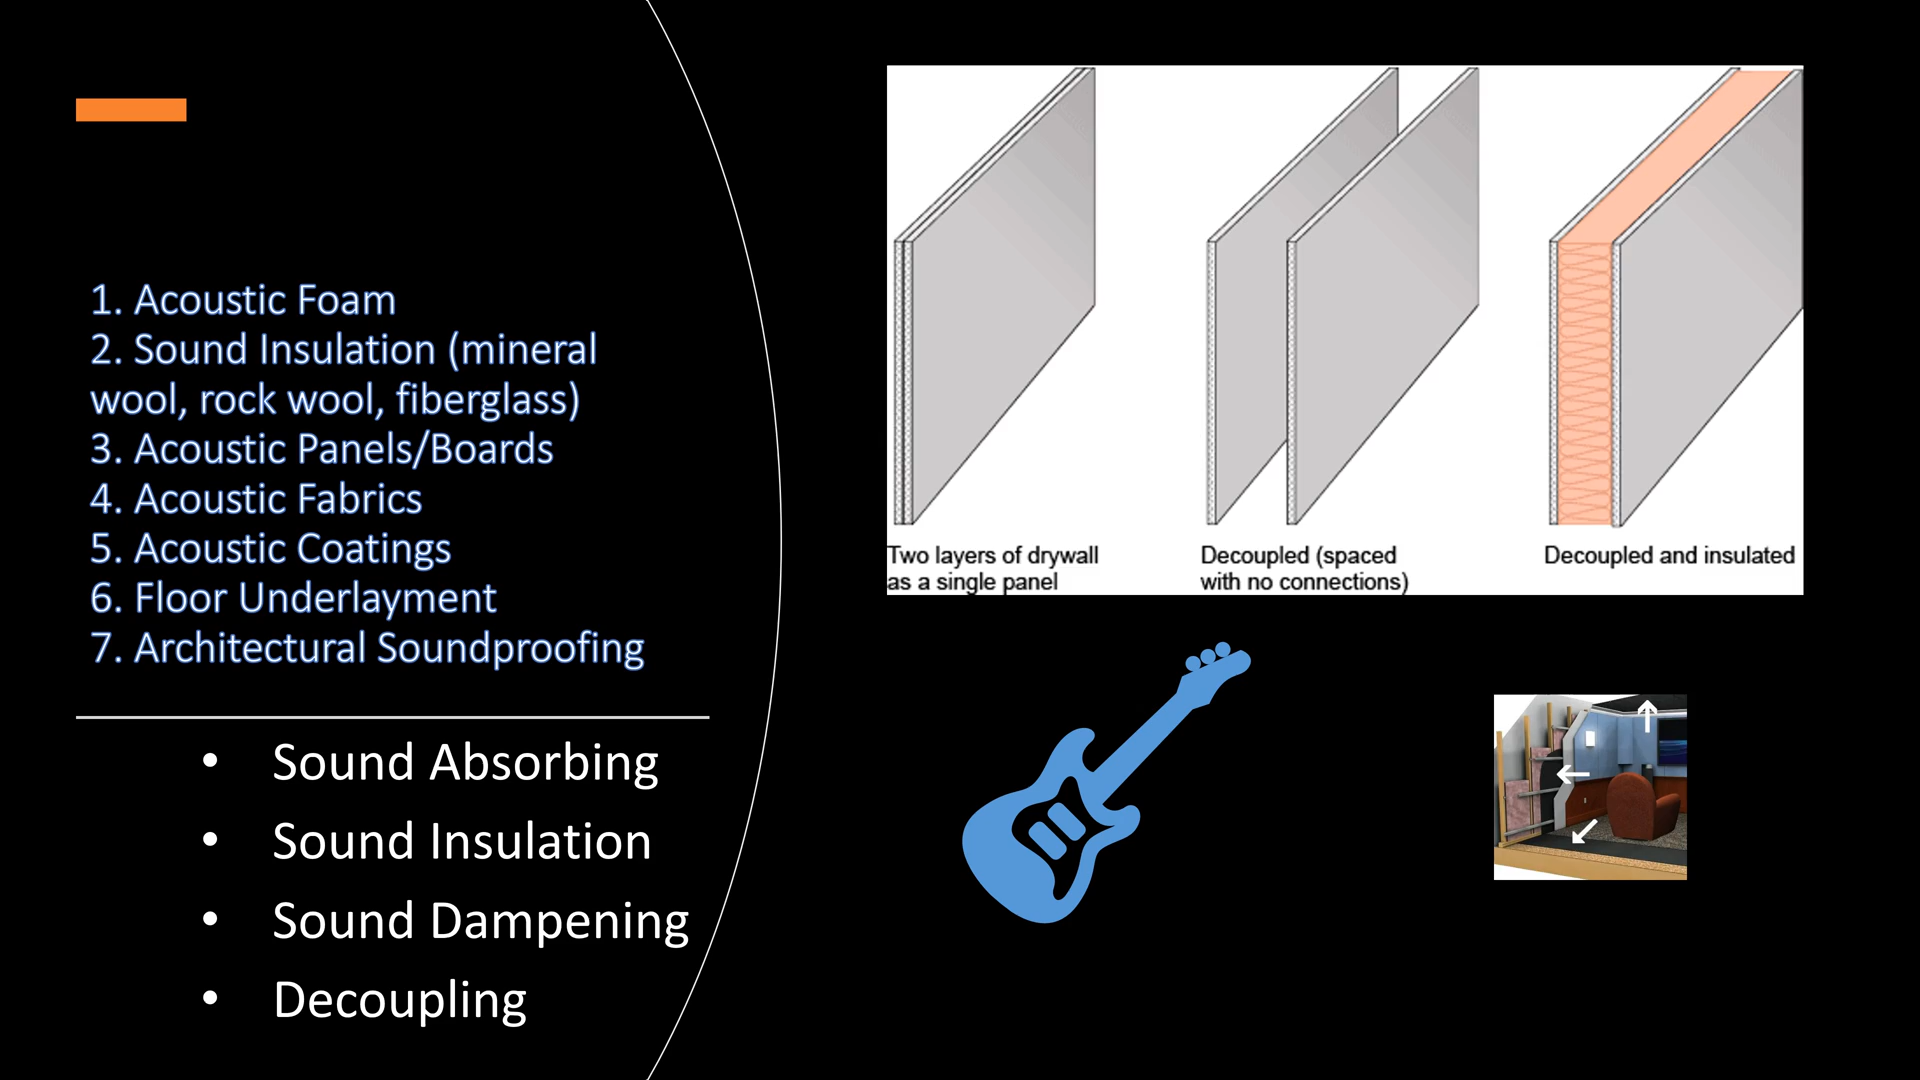 1. Acoustic Foam
2. Sound Insulation (mineral
wool, rock wool, fiberglass)
3. Acoustic Panels/Boards
4. Acoustic Fabrics
5. Acoustic Coatings
6. Floor Underlayment
7. Architectural Soundproofing
• Sound Absorbing
• Sound Insulation
• Sound Dampening
• Decoupling
Two layers of drywall
as a single panel
Decoupled (spaced
with no connections)
Decoupled and insulated